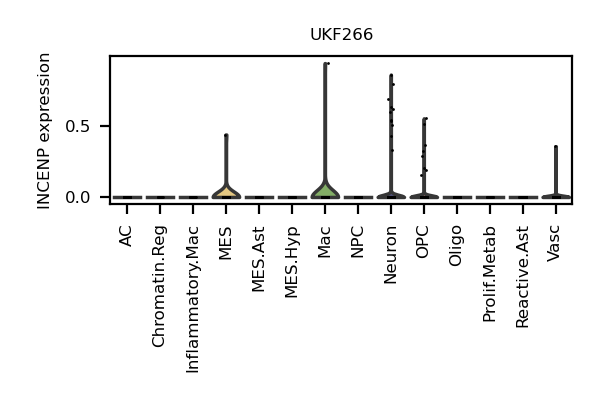 UKF266
INCENP expression
0.5
0.0
AC
Chromatin.Reg
Inflammatory.Mac
MES
MES.Ast
MES.Hyp
Mac
NPC
Neuron
OPC
Oligo
Prolif.Metab
Reactive.Ast
Vasc